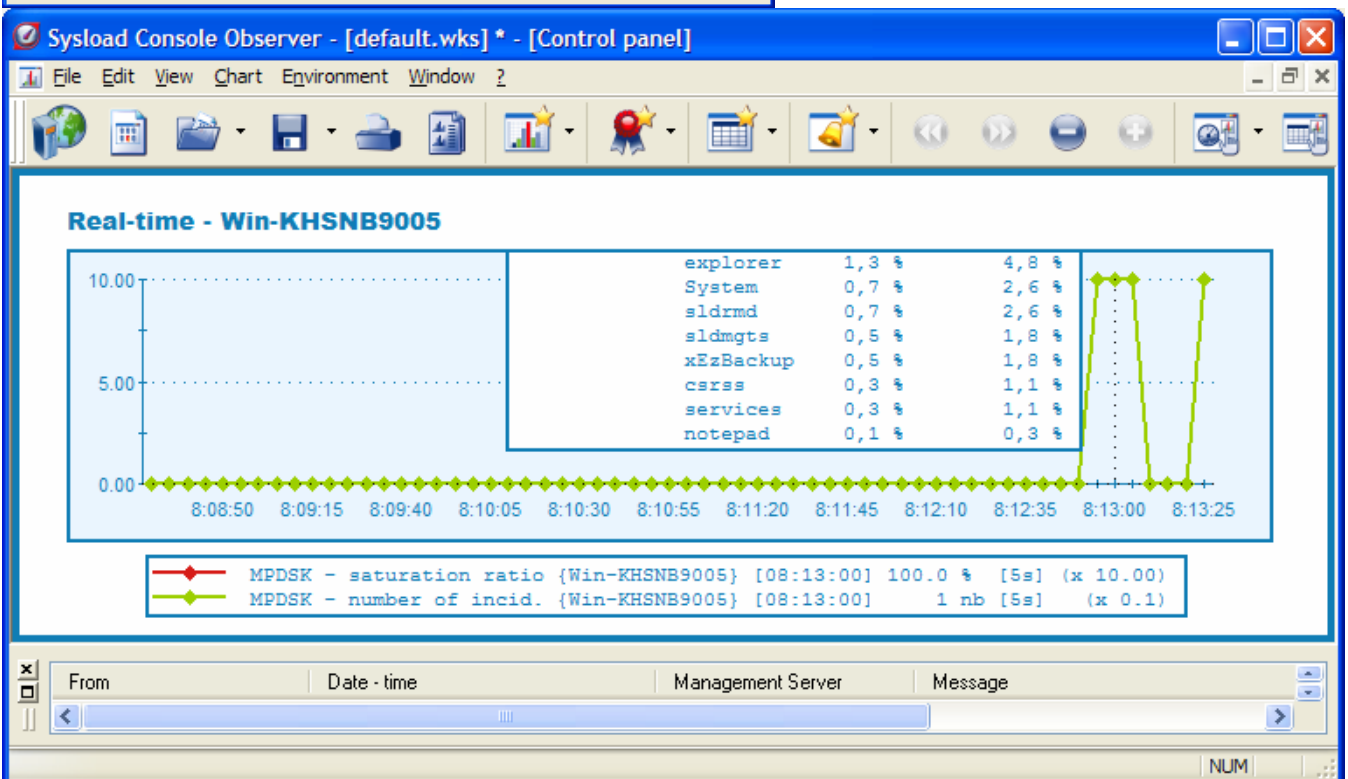 Sysload Console Observer - [default.wks] * - [Control panel]
File Edit View Chart Environment Window ?
Real-time - Win-KHSNB9005
explorer 1,3 % 4,8 %
System 0,7 % 2,6 %
sldrmd 0,7 % 2,6 %
sldmgts 0,5 % 1,8 %
xEzBackup 0,5 % 1,8 %
csrss 0,3 % 1,1 %
services 0,3 % 1,1 %
notepad 0,1 % 0,3 %
10.00
5.00
0.00
8:08:50 8:09:15 8:09:40 8:10:05 8:10:30 8:10:55 8:11:20 8:11:45 8:12:10 8:12:35 8:13:00 8:13:25
MPDSK - saturation ratio {Win-KHSNB9005} [08:13:00] 100.0 % [5s] (x 10.00)
MPDSK - number of incid. {Win-KHSNB9005} [08:13:00] 1 nb [5s] (x 0.1)
From Date - time Management Server Message
NUM